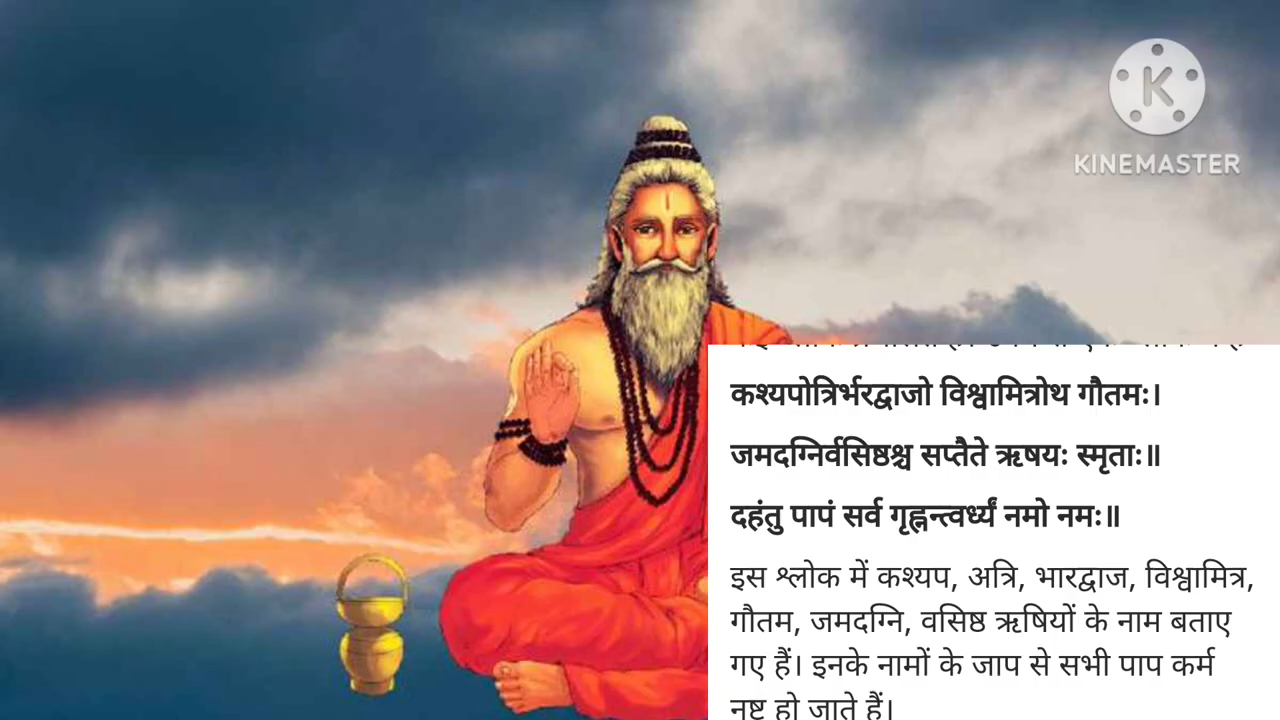 KINEMASTER
कश्यपोत्रिर्भरद्वाजो विश्वामित्रोथ गौतमः।
जमदग्निर्वसिष्ठश्च सप्तैते ऋषयः स्मृताः॥
दहंतु पापं सर्व गृह्णन्त्वर्ध्यं नमो नमः॥
इस श्लोक में कश्यप, अत्रि, भारद्वाज, विश्वामित्र,
गौतम, जमदग्नि, वसिष्ठ ऋषियों के नाम बताए
गए हैं। इनके नामों के जाप से सभी पाप कर्म
नष्ट हो जाते हैं।